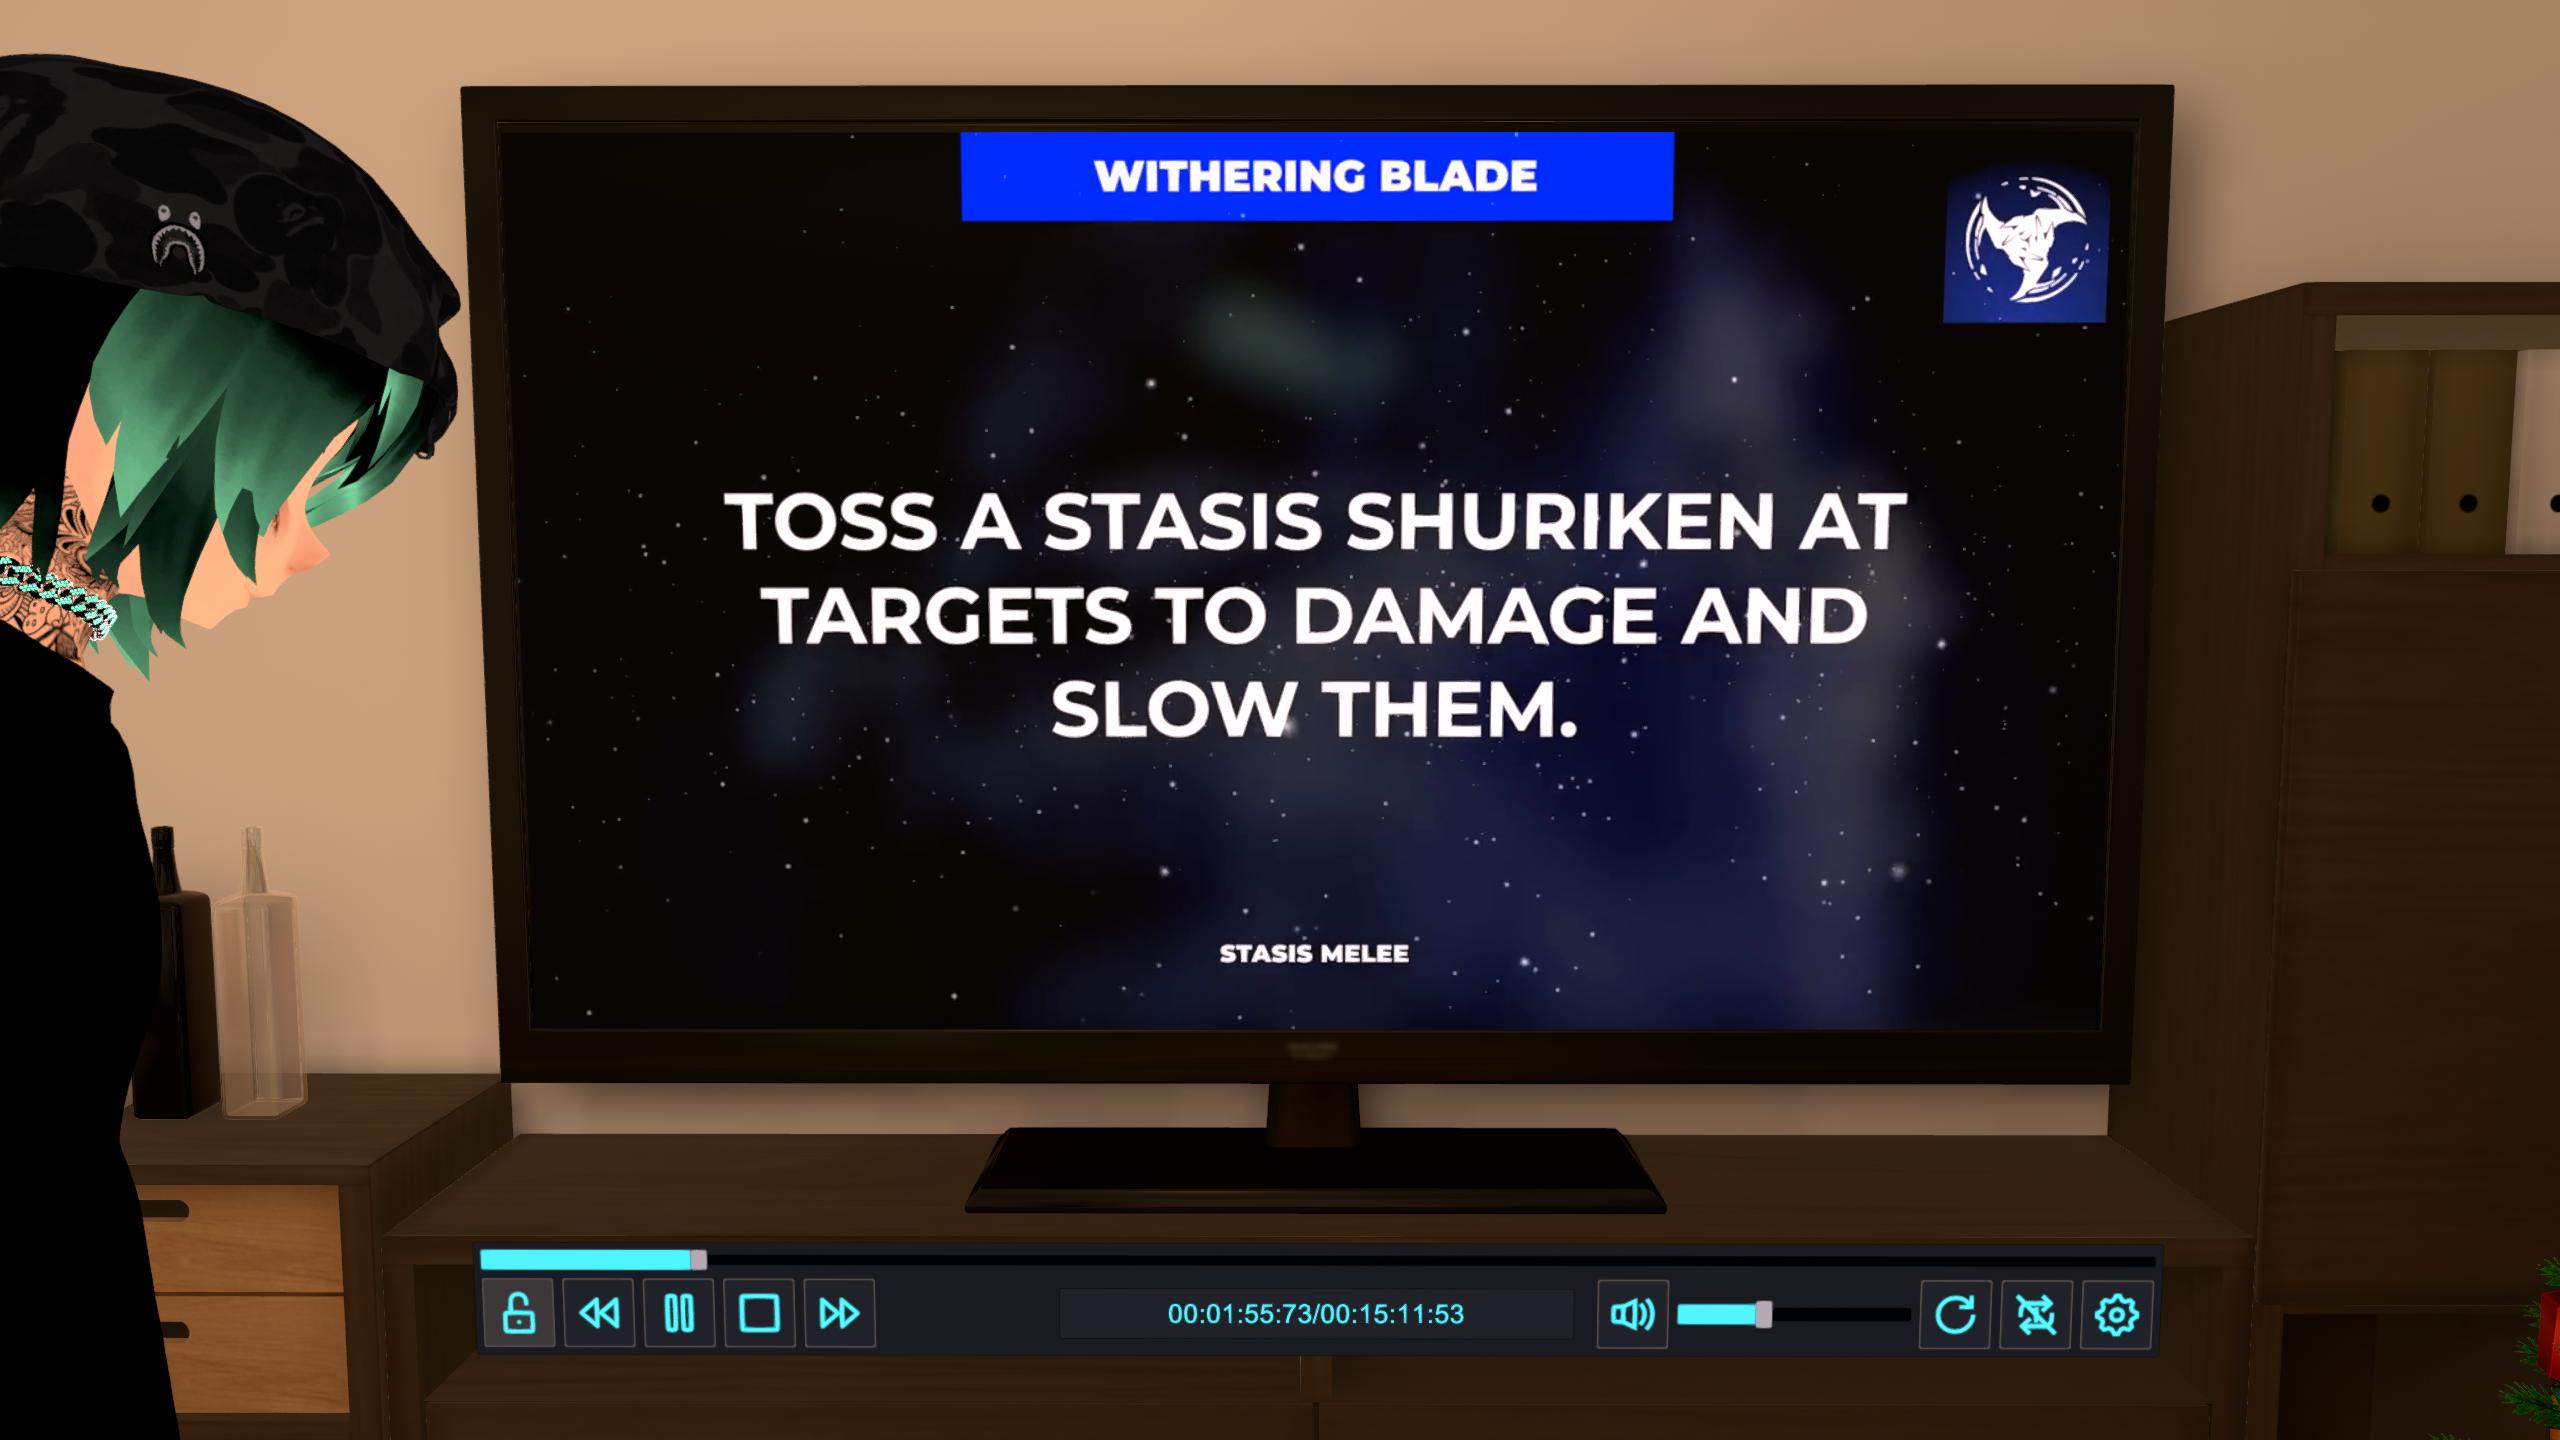 WITHERING BLADE
TOSS A STASIS SHURIKEN AT
TARGETS TO DAMAGE AND
SLOW THEM.
STASIS MELEE
00:01:55:73/00:15:11:53